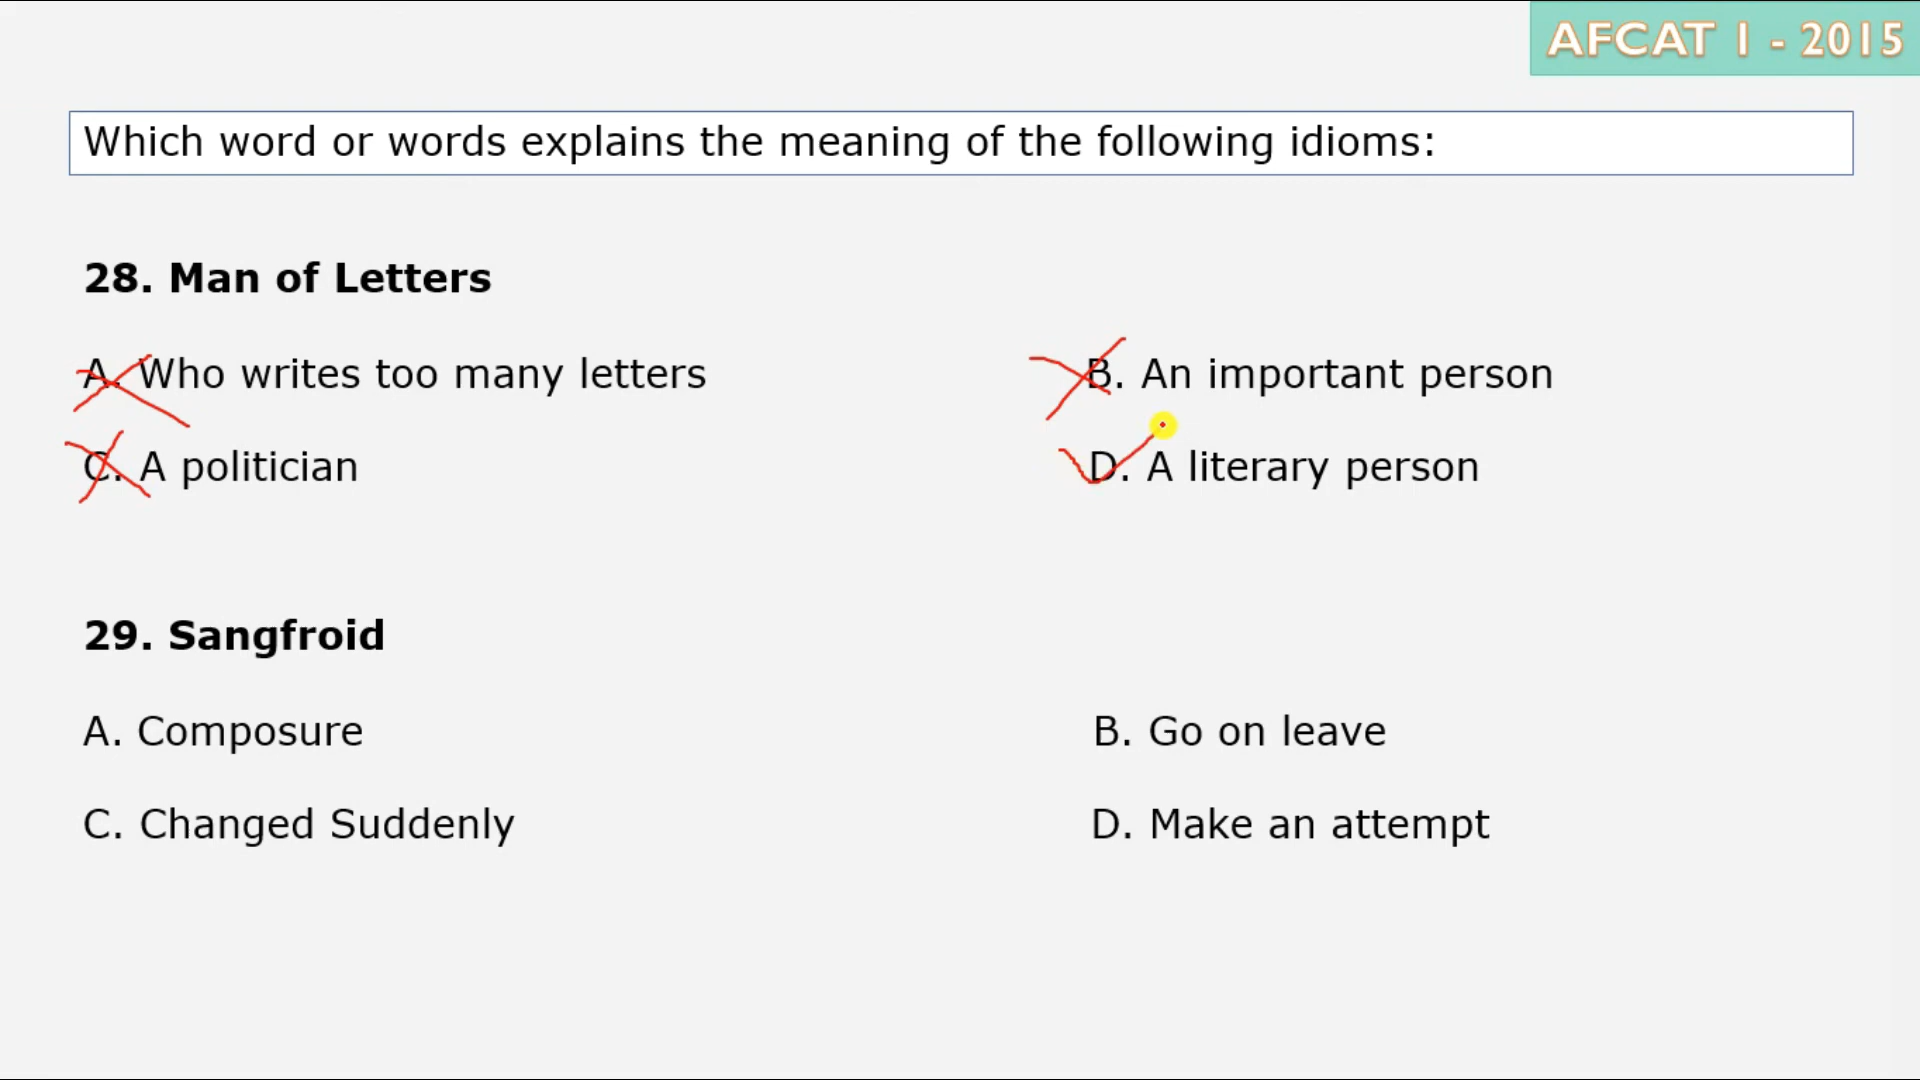 AFCAT 1 - 2015
Which word or words explains the meaning of the following idioms:
28. Man of Letters
A. Who writes too many letters
B. An important person
C. A politician
D. A literary person
29. Sangfroid
A. Composure
B. Go on leave
C. Changed Suddenly
D. Make an attempt